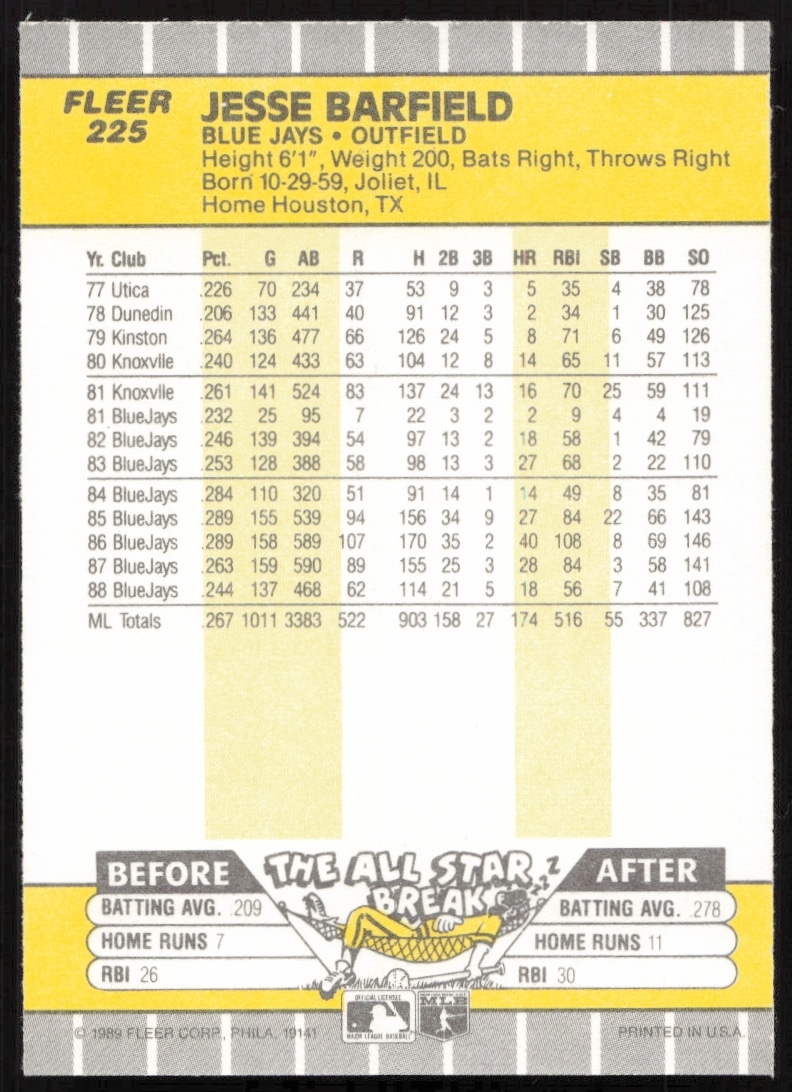 FLEER
225
JESSE BARFIELD
BLUE JAYS • OUTFIELD
Height 6'1", Weight 200, Bats Right, Throws Right
Born 10-29-59, Joliet, IL
Home Houston, TX
Yr. Club Pct. G AB R H 2B 3B HR RBI SB BB SO
77 Utica .226 70 234 37 53 9 3 5 35 4 38 78
78 Dunedin .206 133 441 40 91 12 3 2 34 1 30 125
79 Kinston .264 136 477 66 126 24 5 8 71 6 49 126
80 Knoxvlle .240 124 433 63 104 12 8 14 65 11 57 113
81 Knoxvlle .261 141 524 83 137 24 13 16 70 25 59 111
81 BlueJays .232 25 95 7 22 3 2 2 9 4 4 19
82 BlueJays .246 139 394 54 97 13 2 18 58 1 42 79
83 BlueJays .253 128 388 58 98 13 3 27 68 2 22 110
84 BlueJays .284 110 320 51 91 14 1 14 49 8 35 81
85 BlueJays .289 155 539 94 156 34 9 27 84 22 66 143
86 BlueJays .289 158 589 107 170 35 2 40 108 8 69 146
87 BlueJays .263 159 590 89 155 25 3 28 84 3 58 141
88 BlueJays .244 137 468 62 114 21 5 18 56 7 41 108
ML Totals .267 1011 3383 522 903 158 27 174 516 55 337 827
BEFORE THE ALL STAR BREAK ZZZ AFTER
BATTING AVG. .209 BATTING AVG. .278
HOME RUNS 7 HOME RUNS 11
RBI 26 RBI 30
OFFICIAL LICENSEE
MAJOR LEAGUE BASEBALL
MLB
© 1989 FLEER CORP., PHILA. 19141 PRINTED IN U.S.A.